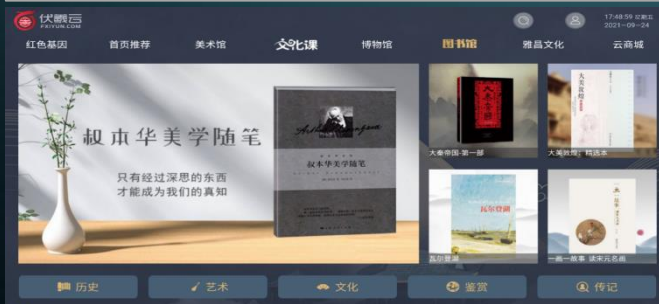 伏羲云
FXIYUN.COM
17:48:59 星期五
2021-09-24
红色基因 首页推荐 美术馆 文化课 博物馆 图书馆 雅昌文化 云商城
叔本华美学随笔
只有经过深思的东西
才能成为我们的真知
叔本华美学随笔
大秦帝国
大秦帝国-第一部
大美敦煌：精选本
瓦尔登湖
瓦尔登湖
一画一故事 读宋元名画
历史 艺术 文化 鉴赏 传记